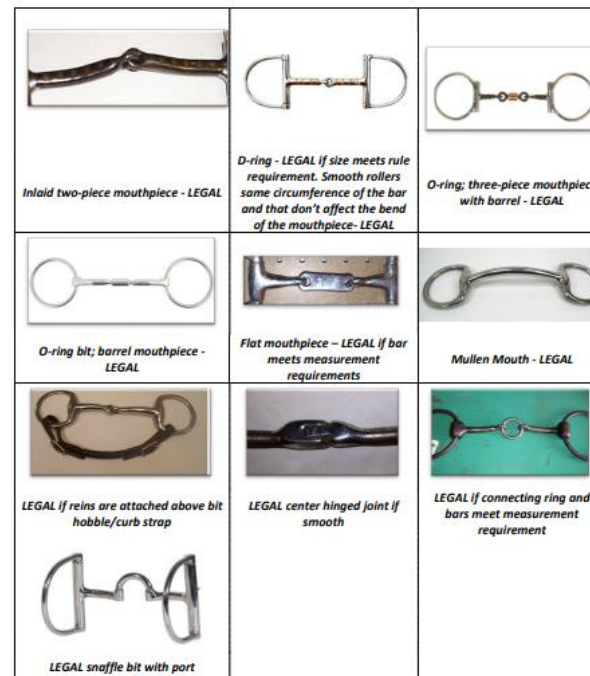 Inlaid two-piece mouthpiece - LEGAL
D-ring - LEGAL if size meets rule
requirement. Smooth rollers
same circumference of the bar
and that don't affect the bend
of the mouthpiece- LEGAL
O-ring; three-piece mouthpiec
with barrel - LEGAL
O-ring bit; barrel mouthpiece -
LEGAL
Flat mouthpiece – LEGAL if bar
meets measurement
requirements
Mullen Mouth - LEGAL
LEGAL if reins are attached above bit
hobble/curb strap
LEGAL center hinged joint if
smooth
LEGAL if connecting ring and
bars meet measurement
requirement
LEGAL snaffle bit with port